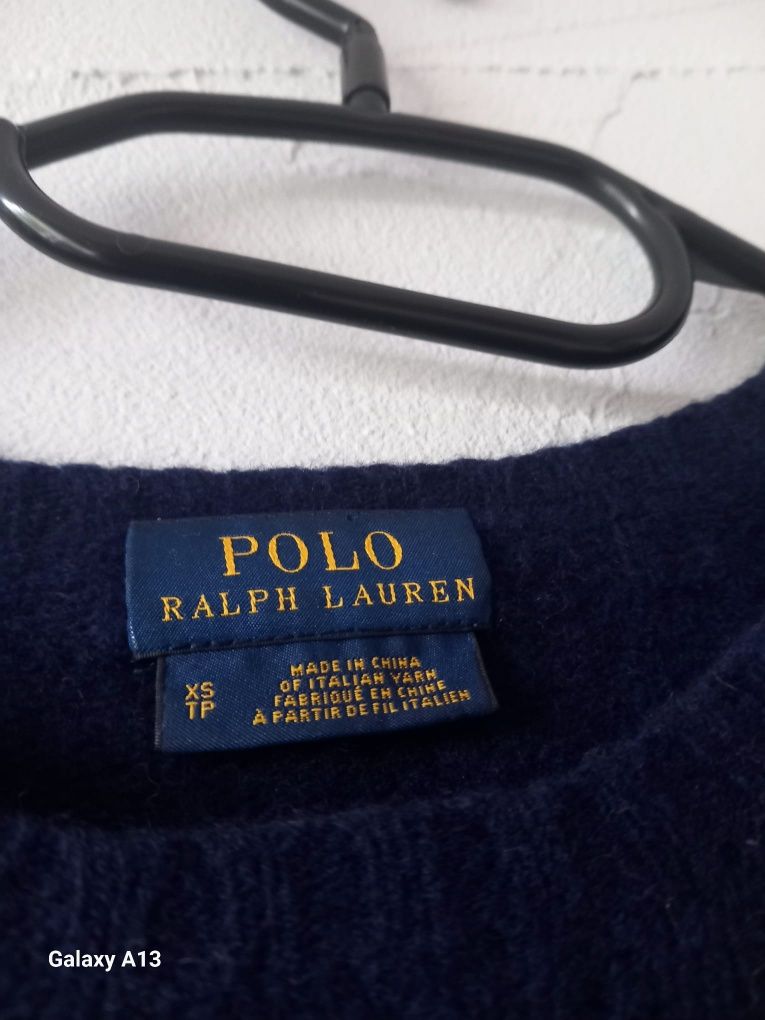 POLO
RALPH LAUREN
XS
TP
MADE IN CHINA
OF ITALIAN YARN
FABRIQUÉ EN CHINE
À PARTIR DE FIL ITALIEN
Galaxy A13